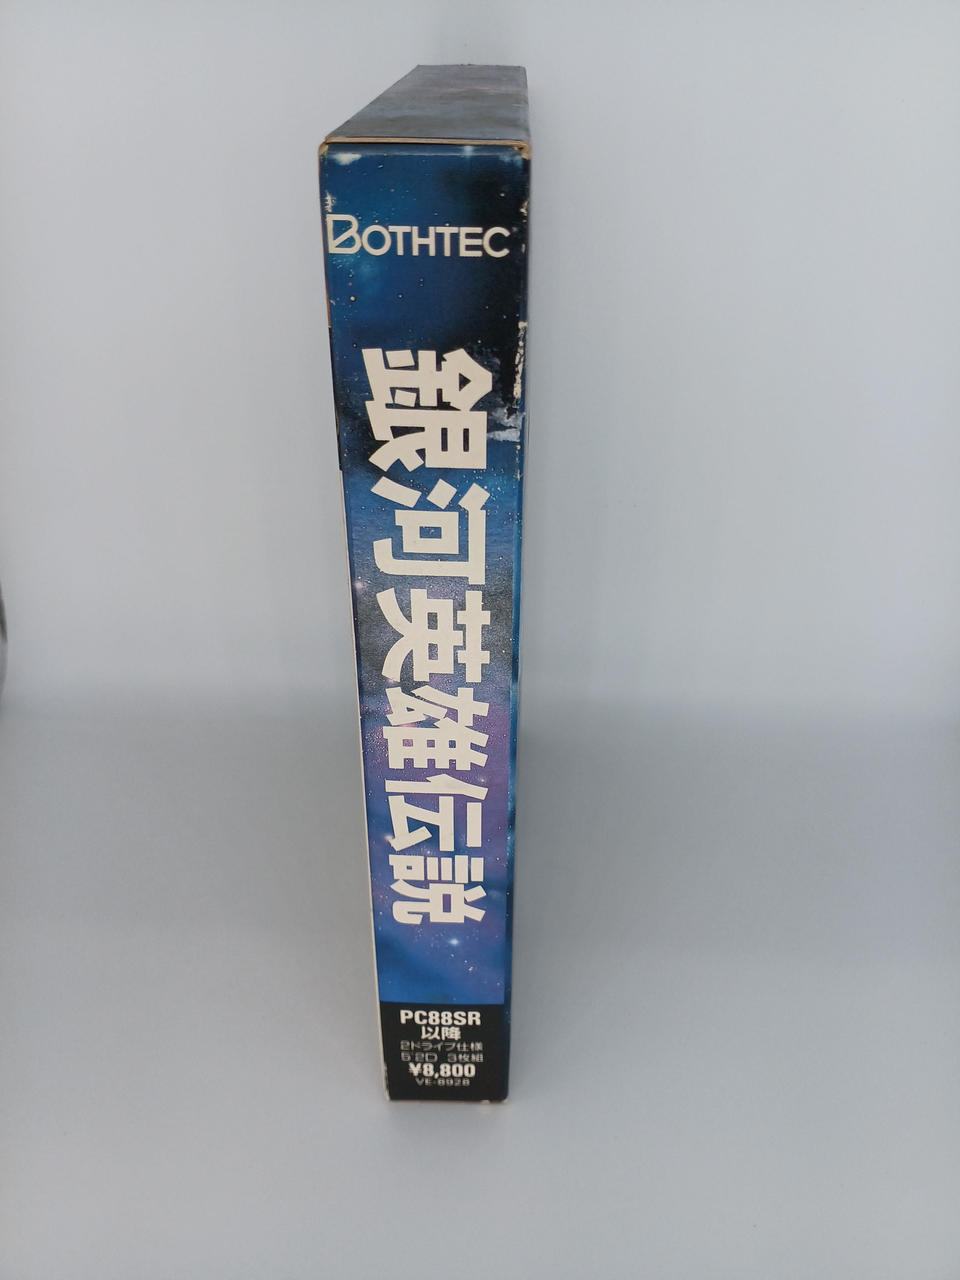 BOTHTEC
銀河英雄伝説
PC88SR
以降
2ドライブ仕様
5"2D 3枚組
¥8,800
VE-8928